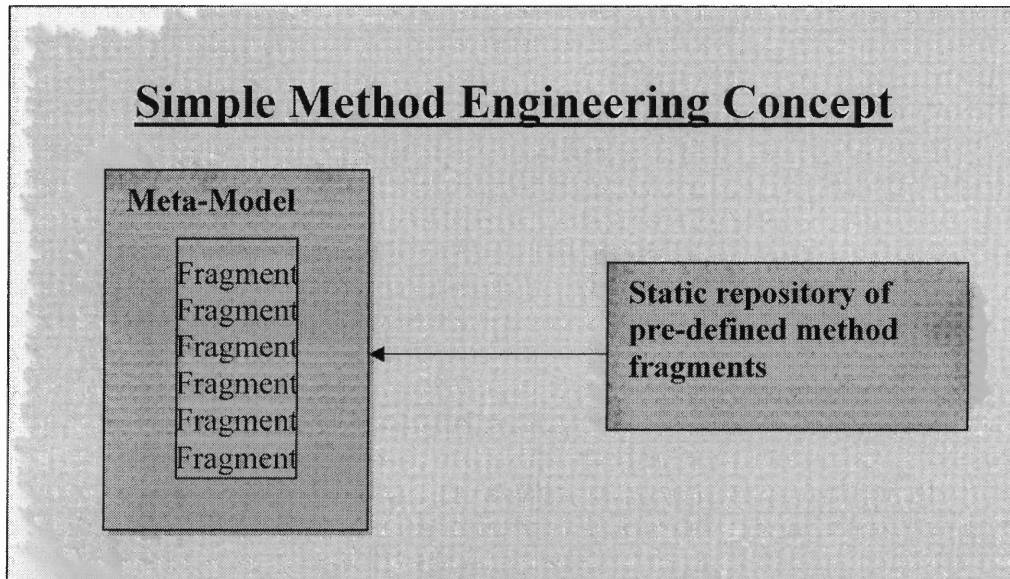 Simple Method Engineering Concept
Meta-Model
Fragment
Fragment
Fragment
Fragment
Fragment
Fragment
Static repository of
pre-defined method
fragments